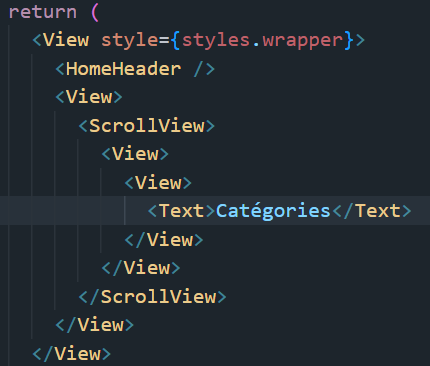 return (
<View style={styles.wrapper}>
<HomeHeader />
<View>
<ScrollView>
<View>
<View>
<Text>Catégories</Text>
</View>
</View>
</ScrollView>
</View>
</View>